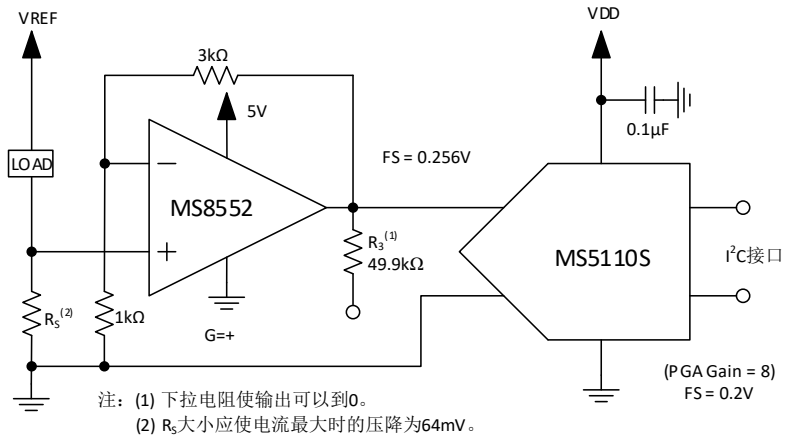 VREF
VDD
3kΩ
5V
0.1μF
LOAD
−
+
MS8552
FS = 0.256V
R3(1)
49.9kΩ
MS5110S
I2C接口
RS(2)
1kΩ
G=+
(PGA Gain = 8)
FS = 0.2V
注：(1) 下拉电阻使输出可以到0。
(2) RS大小应使电流最大时的压降为64mV。